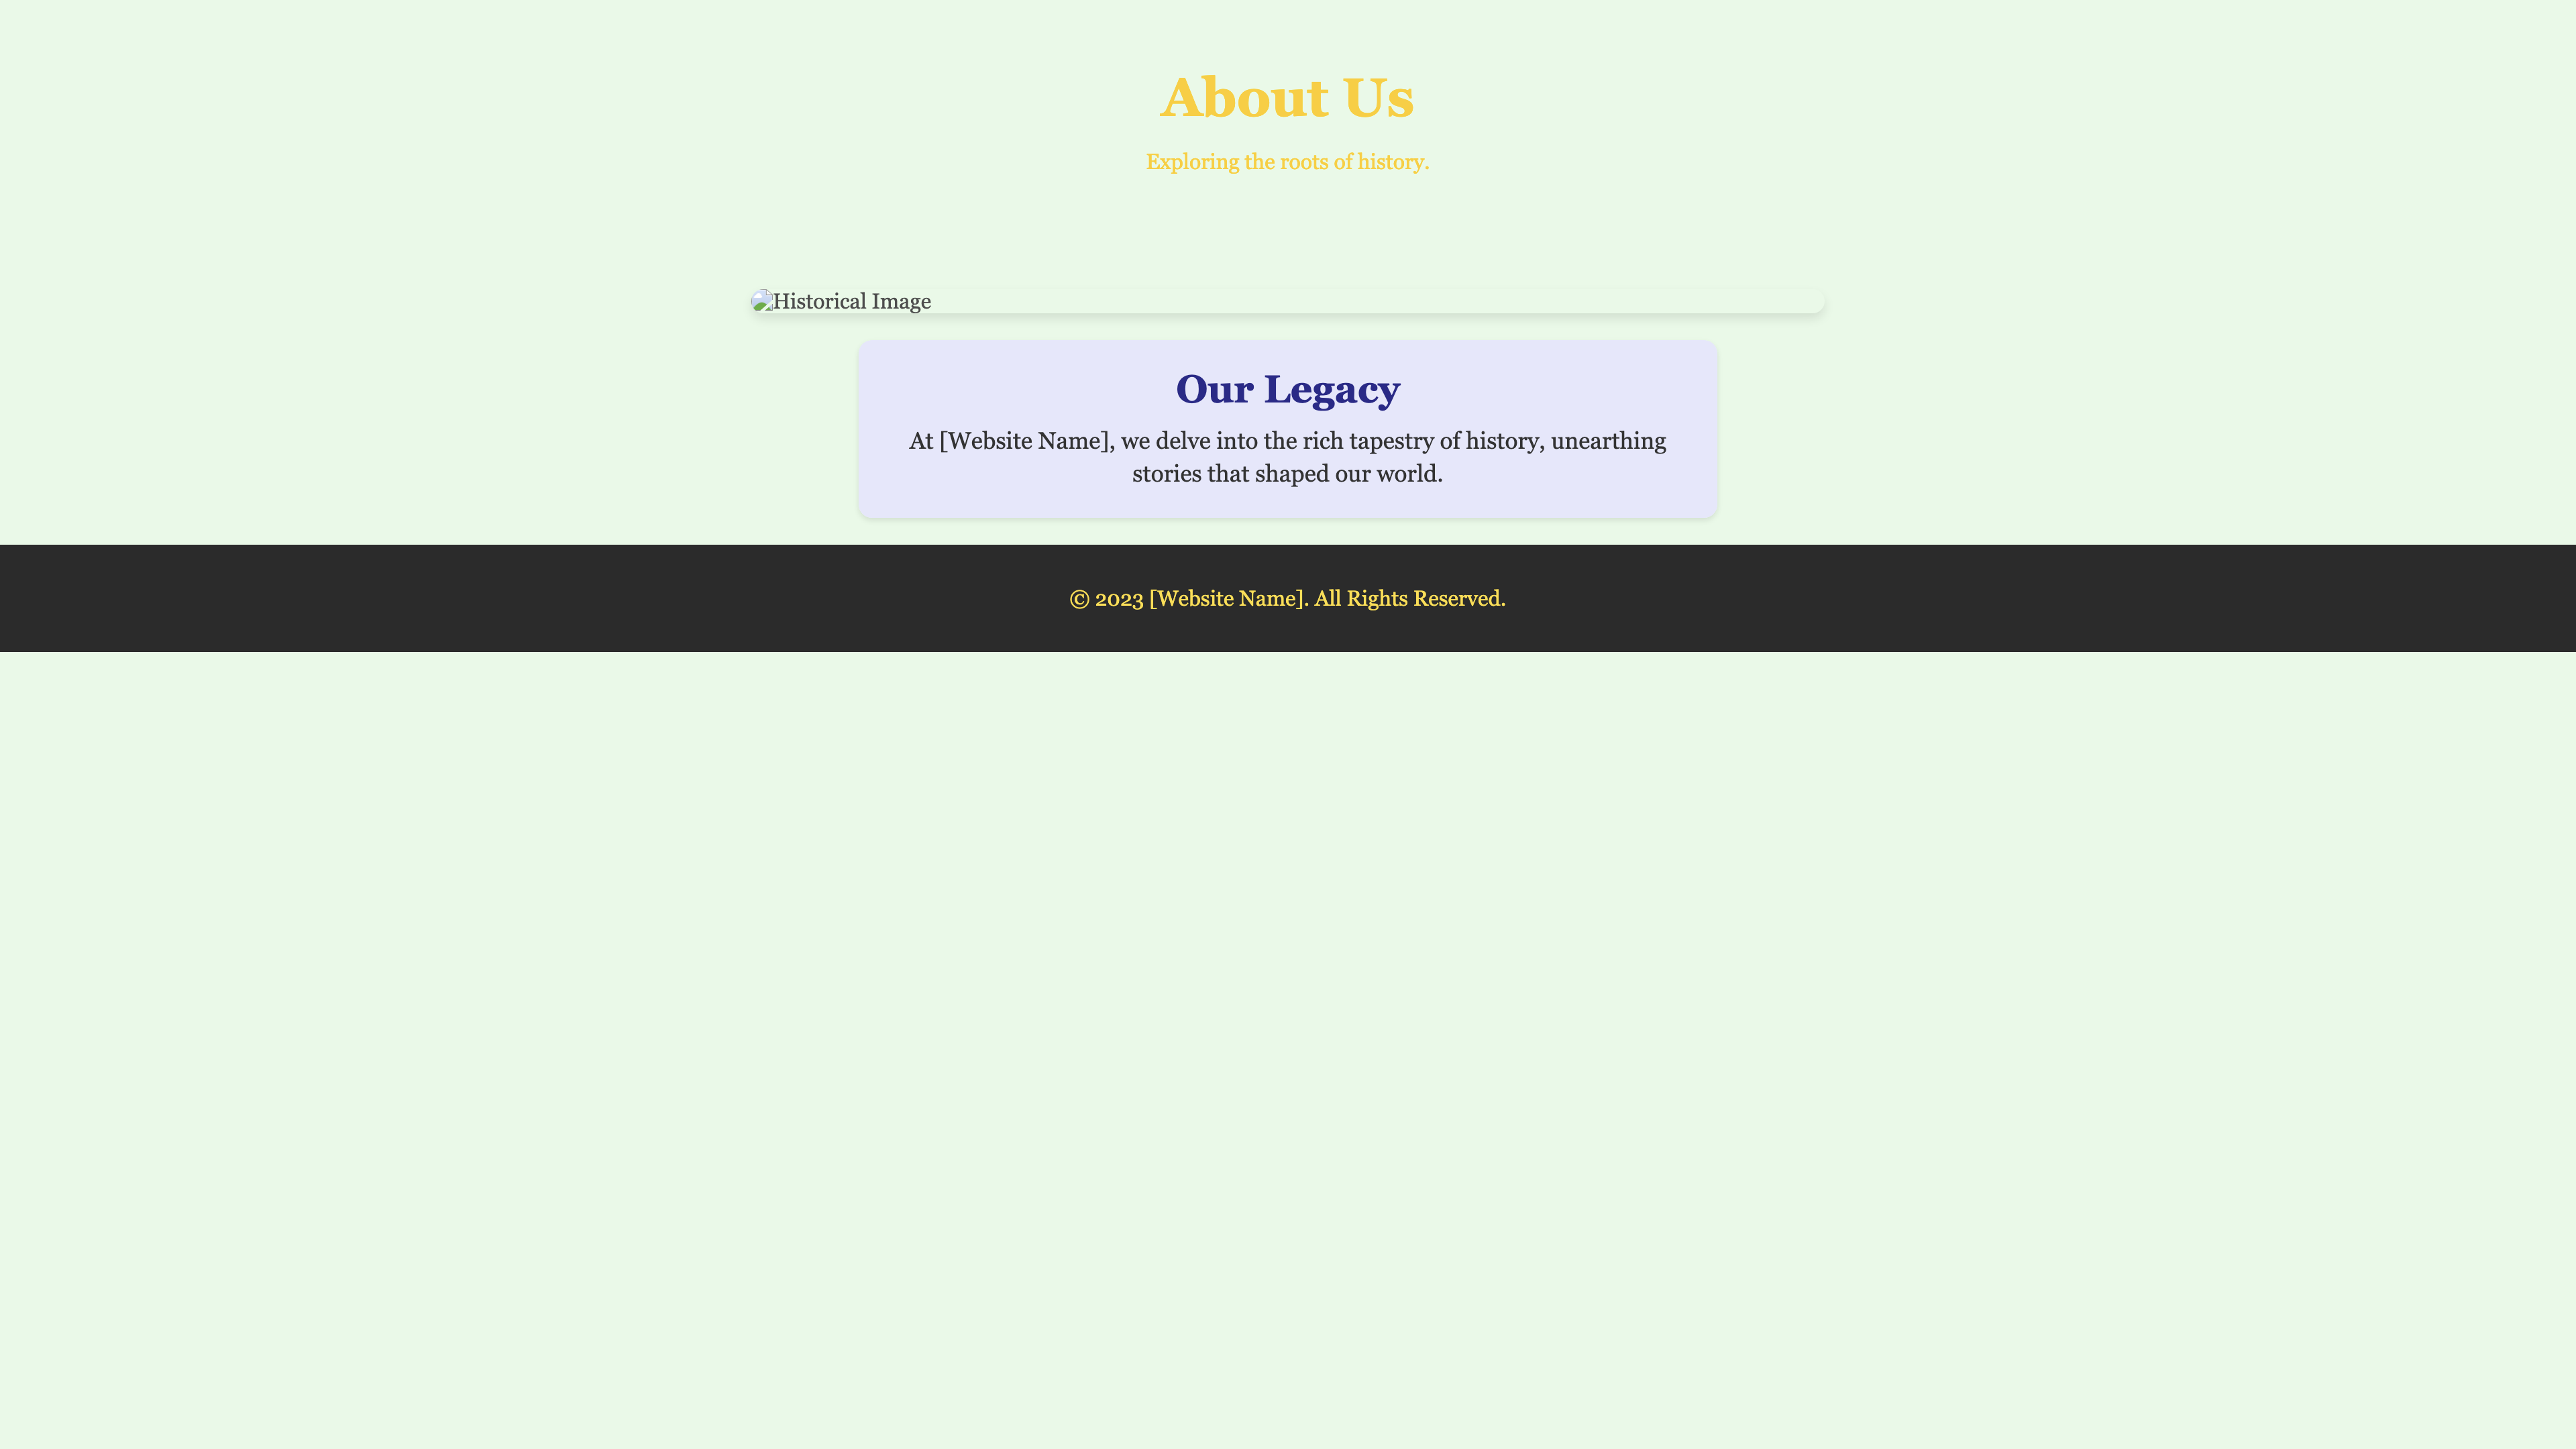 About Us
Exploring the roots of history.
Historical Image
Our Legacy
At [Website Name], we delve into the rich tapestry of history, unearthing
stories that shaped our world.
© 2023 [Website Name]. All Rights Reserved.